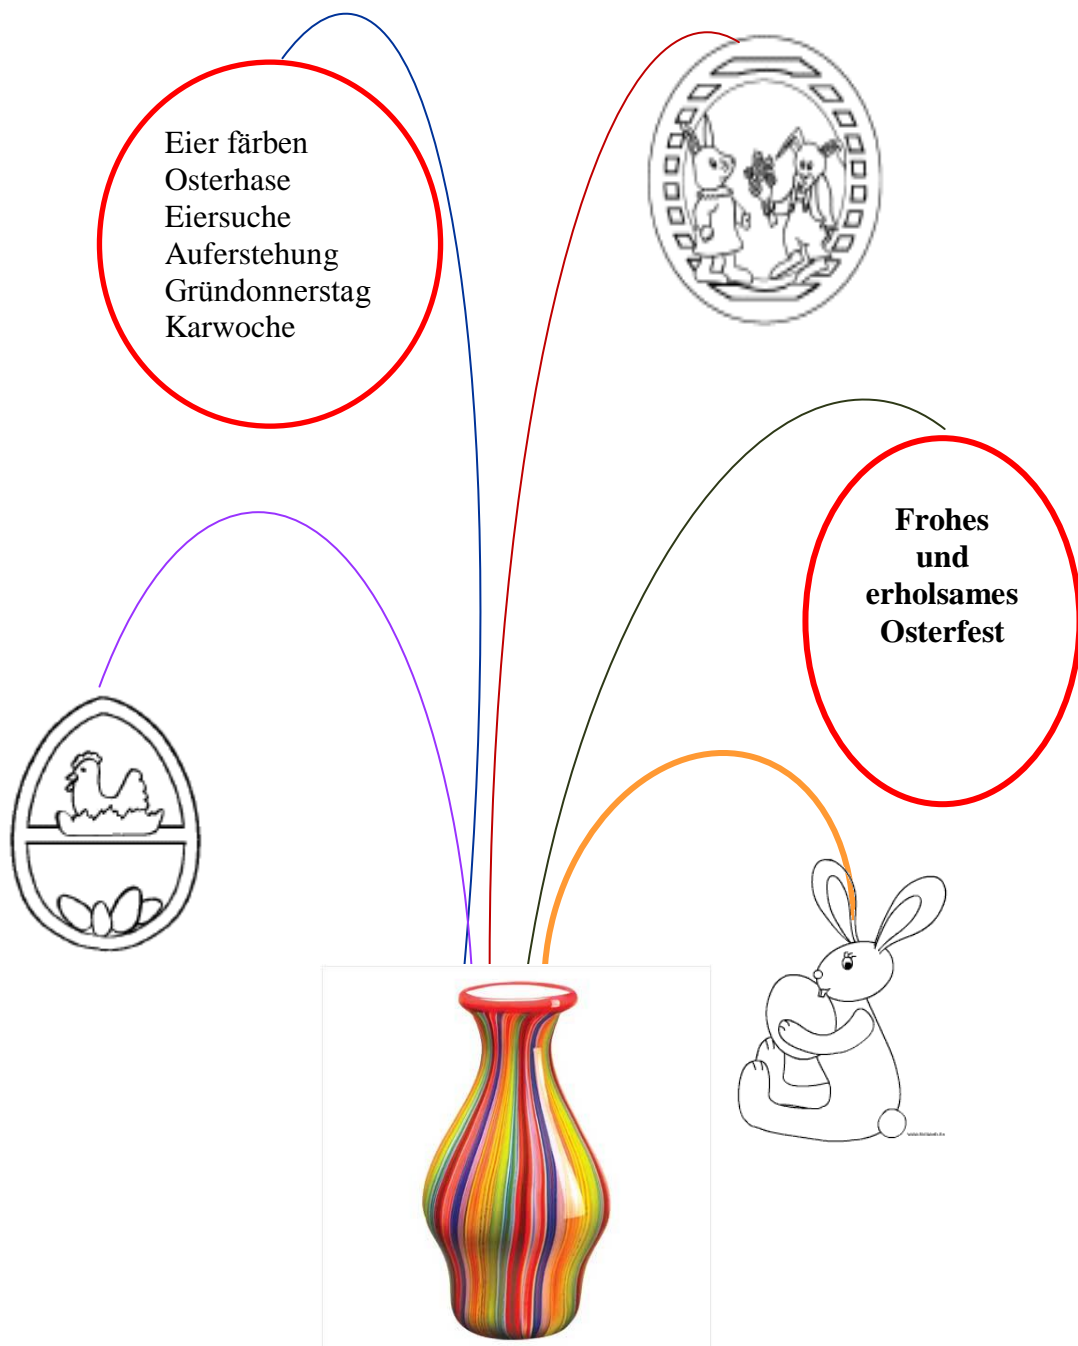 Eier färben
Osterhase
Eiersuche
Auferstehung
Gründonnerstag
Karwoche
Frohes
und
erholsames
Osterfest